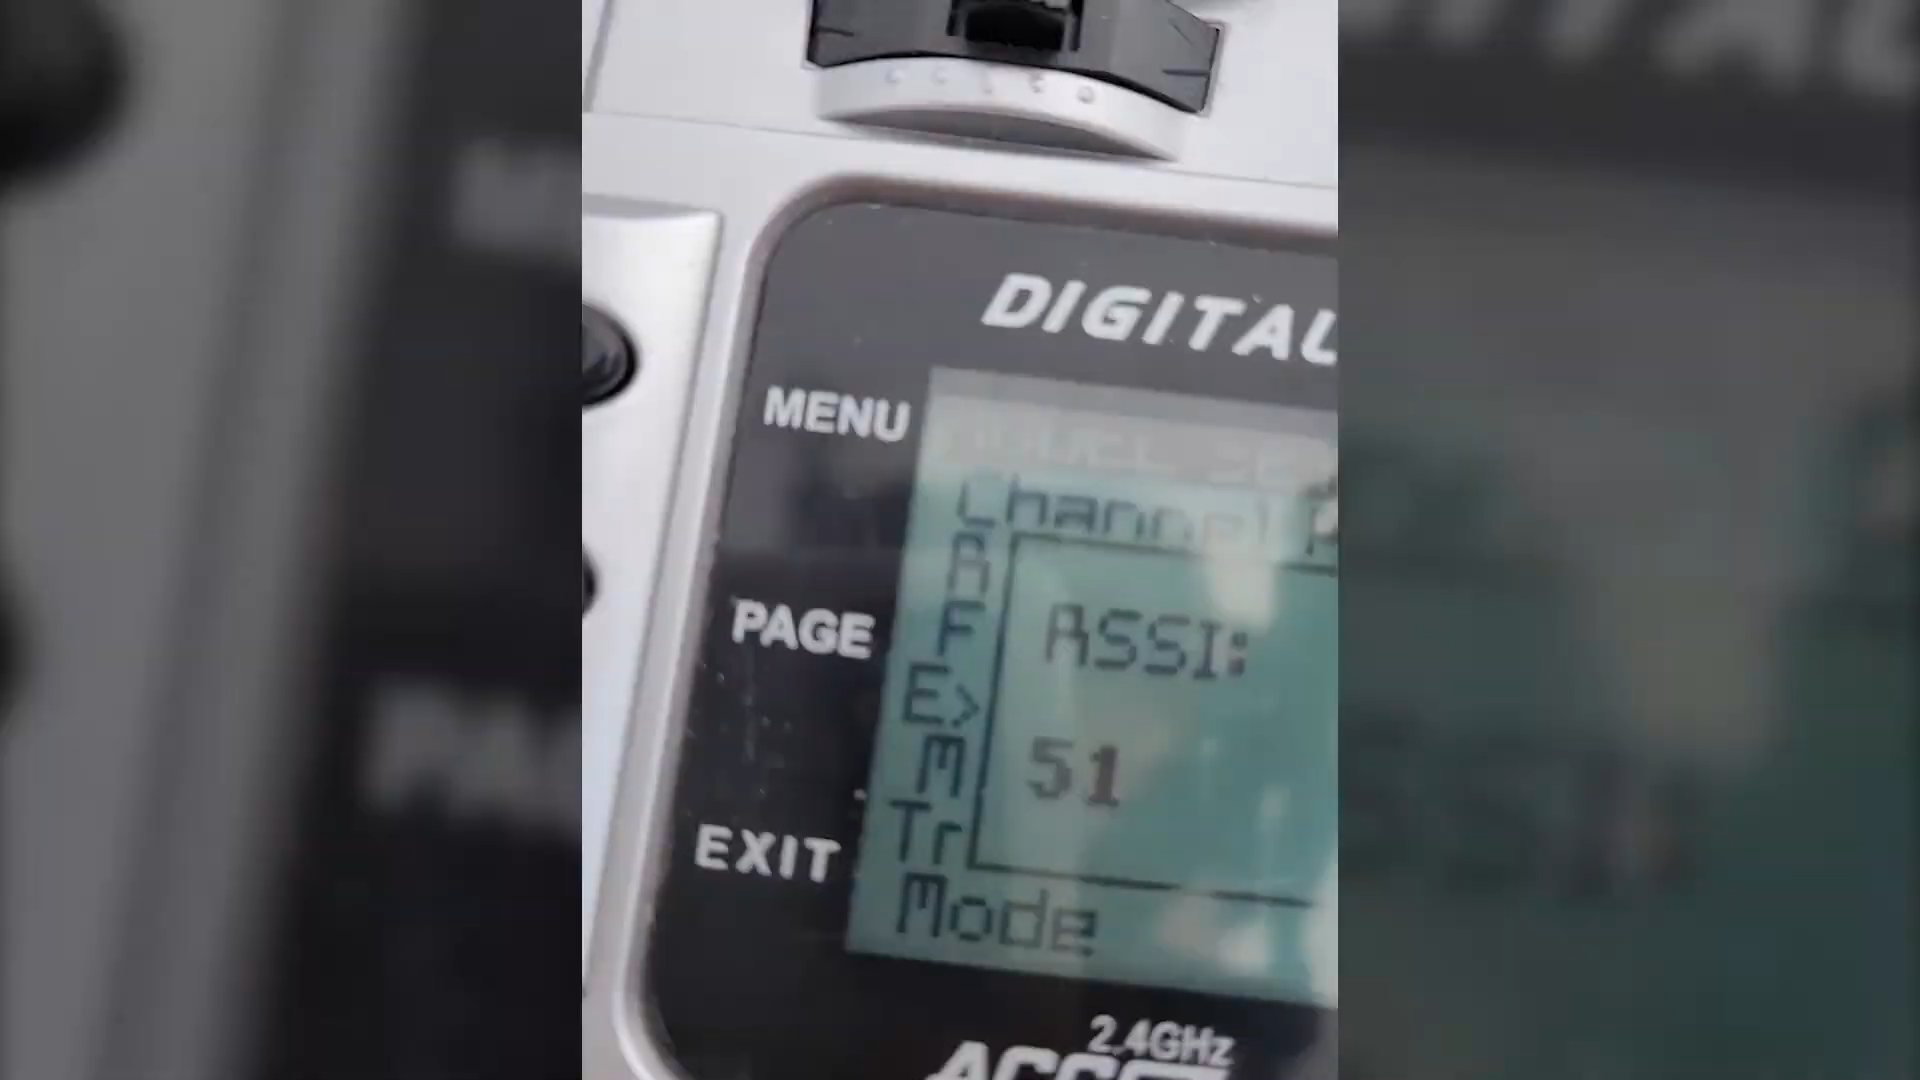 DIGITAL
MENU
Channel
A
F
PAGE
RSSI:
E>
M
51
Tr
EXIT
Mode
2.4GHz